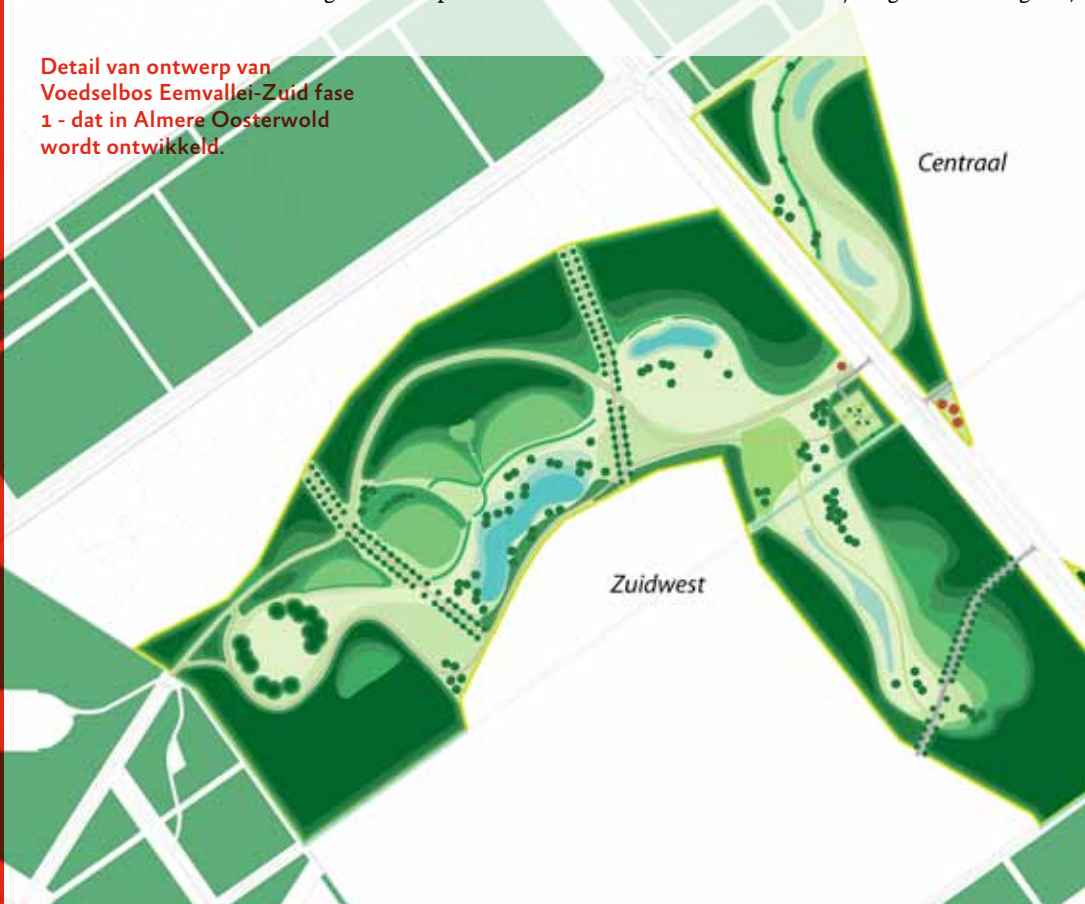 Detail van ontwerp van
Voedselbos Eemvallei-Zuid fase
1 - dat in Almere Oosterwold
wordt ontwikkeld.
Centraal
Zuidwest